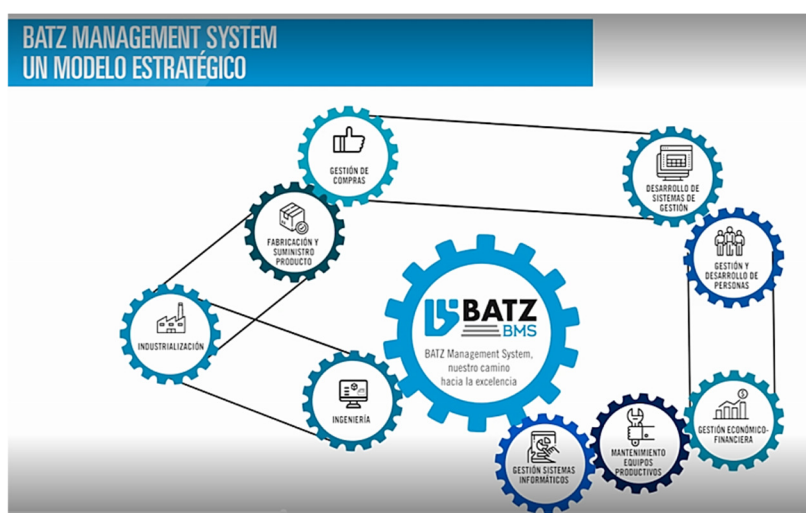 BATZ MANAGEMENT SYSTEM
UN MODELO ESTRATÉGICO
GESTIÓN DE
COMPRAS
DESARROLLO DE
SISTEMAS DE
GESTIÓN
FABRICACIÓN Y
SUMINISTRO
PRODUCTO
GESTIÓN Y
DESARROLLO DE
PERSONAS
INDUSTRIALIZACIÓN
BATZ
BMS
BATZ Management System,
nuestro camino
hacia la excelencia
INGENIERÍA
GESTIÓN ECONÓMICO-
FINANCIERA
MANTENIMIENTO
EQUIPOS
PRODUCTIVOS
GESTIÓN SISTEMAS
INFORMÁTICOS